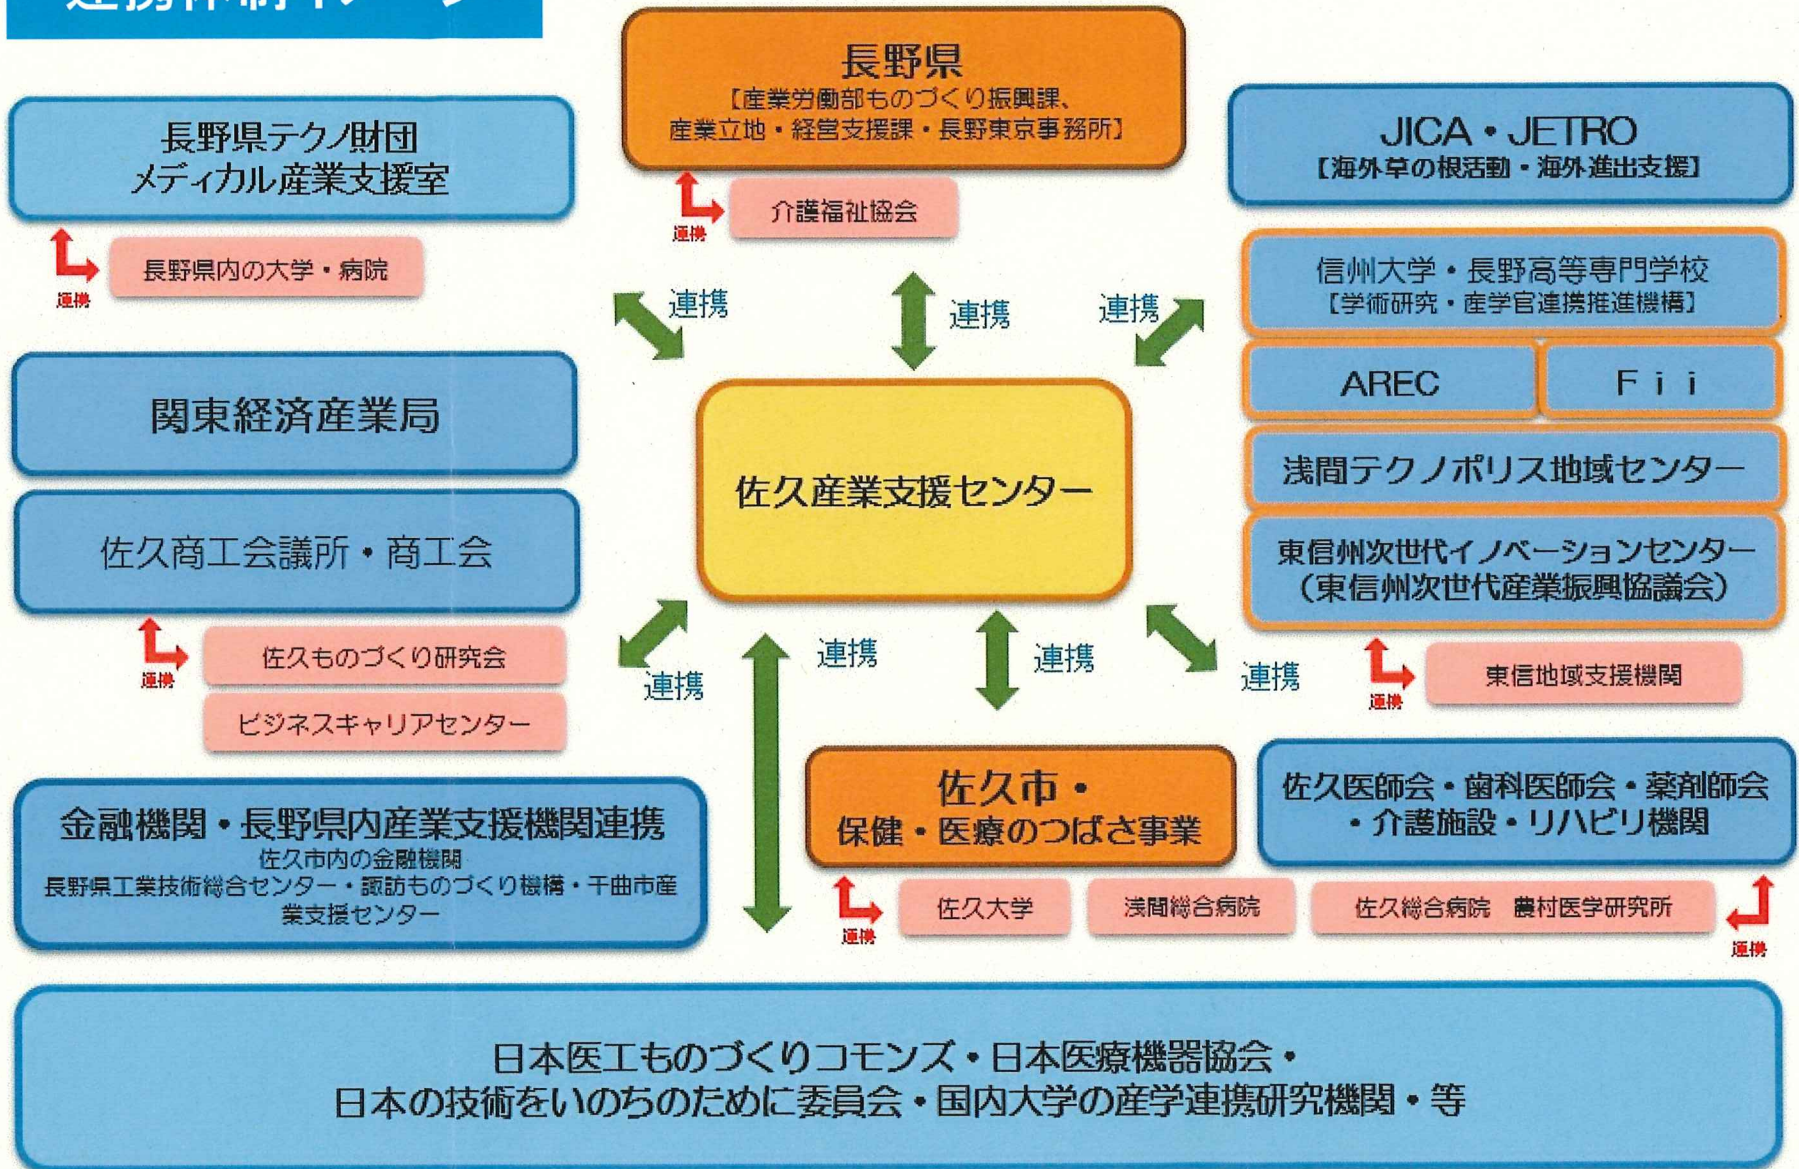 連携体制イメージ
長野県
【産業労働部ものづくり振興課、
産業立地・経営支援課・長野東京事務所】
連携
介護福祉協会
長野県テクノ財団
メディカル産業支援室
連携
長野県内の大学・病院
JICA・JETRO
【海外草の根活動・海外進出支援】
信州大学・長野高等専門学校
【学術研究・産学官連携推進機構】
AREC
Ｆｉｉ
浅間テクノポリス地域センター
東信州次世代イノベーションセンター
（東信州次世代産業振興協議会）
連携
東信地域支援機関
連携
連携
連携
関東経済産業局
佐久産業支援センター
佐久商工会議所・商工会
連携
佐久ものづくり研究会
ビジネスキャリアセンター
連携
連携
連携
連携
金融機関・長野県内産業支援機関連携
佐久市内の金融機関
長野県工業技術総合センター・諏訪ものづくり機構・千曲市産
業支援センター
佐久市・
保健・医療のつばさ事業
連携
佐久大学
浅間総合病院
佐久医師会・歯科医師会・薬剤師会
・介護施設・リハビリ機関
佐久総合病院　農村医学研究所
連携
日本医工ものづくりコモンズ・日本医療機器協会・
日本の技術をいのちのために委員会・国内大学の産学連携研究機関・等